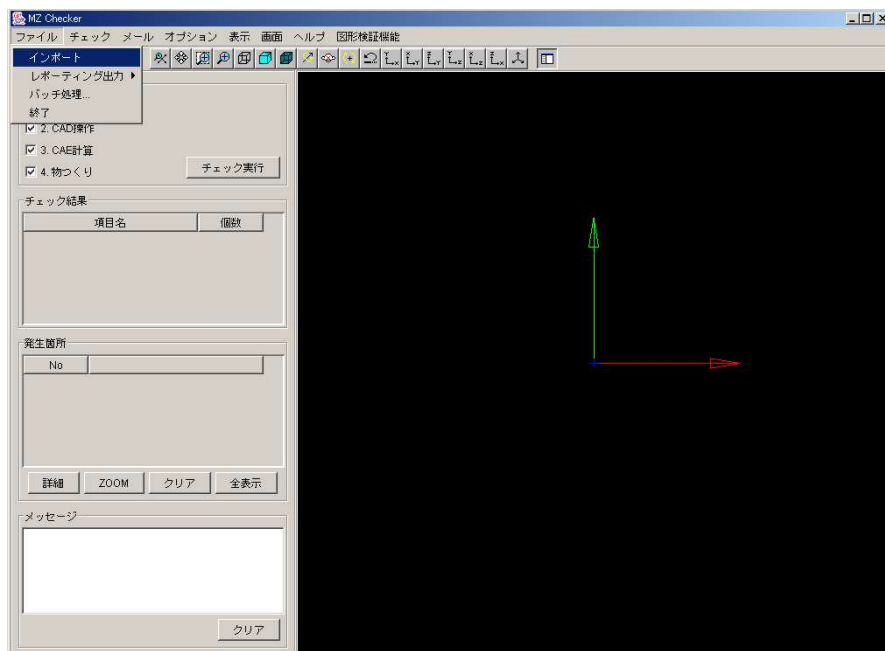 MZ Checker
ファイル チェック メール オプション 表示 画面 ヘルプ 図形検証機能
インポート
レポーティング出力
バッチ処理...
終了
2. CAD操作
3. CAE計算
4. 物つくり
チェック実行
チェック結果
項目名 個数
発生箇所
No
詳細 ZOOM クリア 全表示
メッセージ
クリア